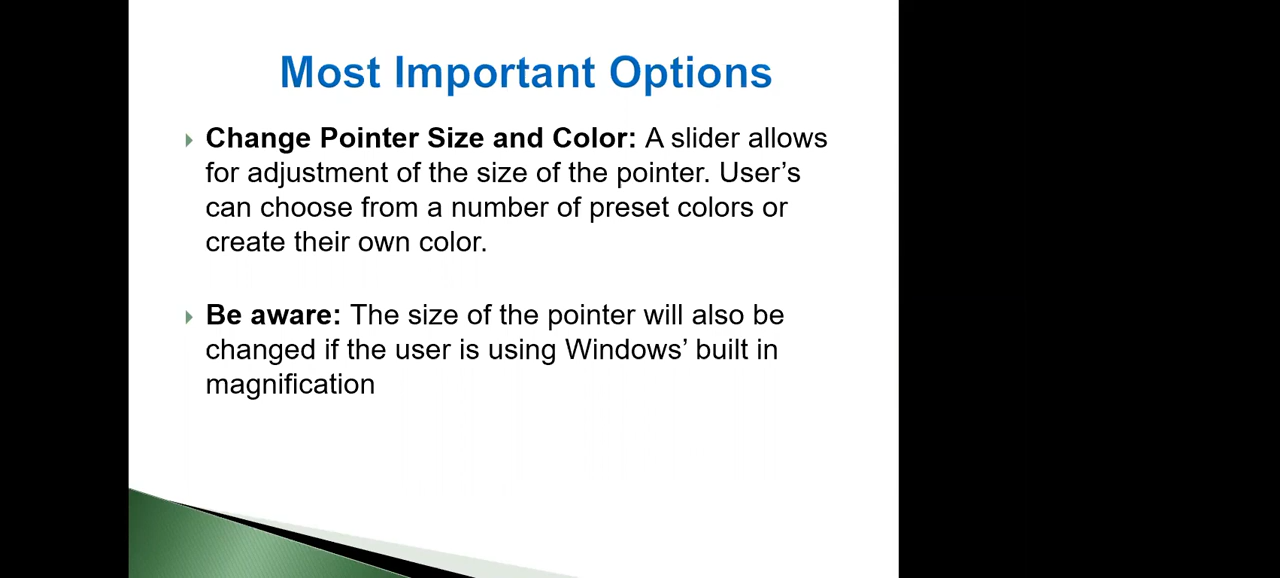 Most Important Options
Change Pointer Size and Color: A slider allows
for adjustment of the size of the pointer. User’s
can choose from a number of preset colors or
create their own color.
Be aware: The size of the pointer will also be
changed if the user is using Windows’ built in
magnification